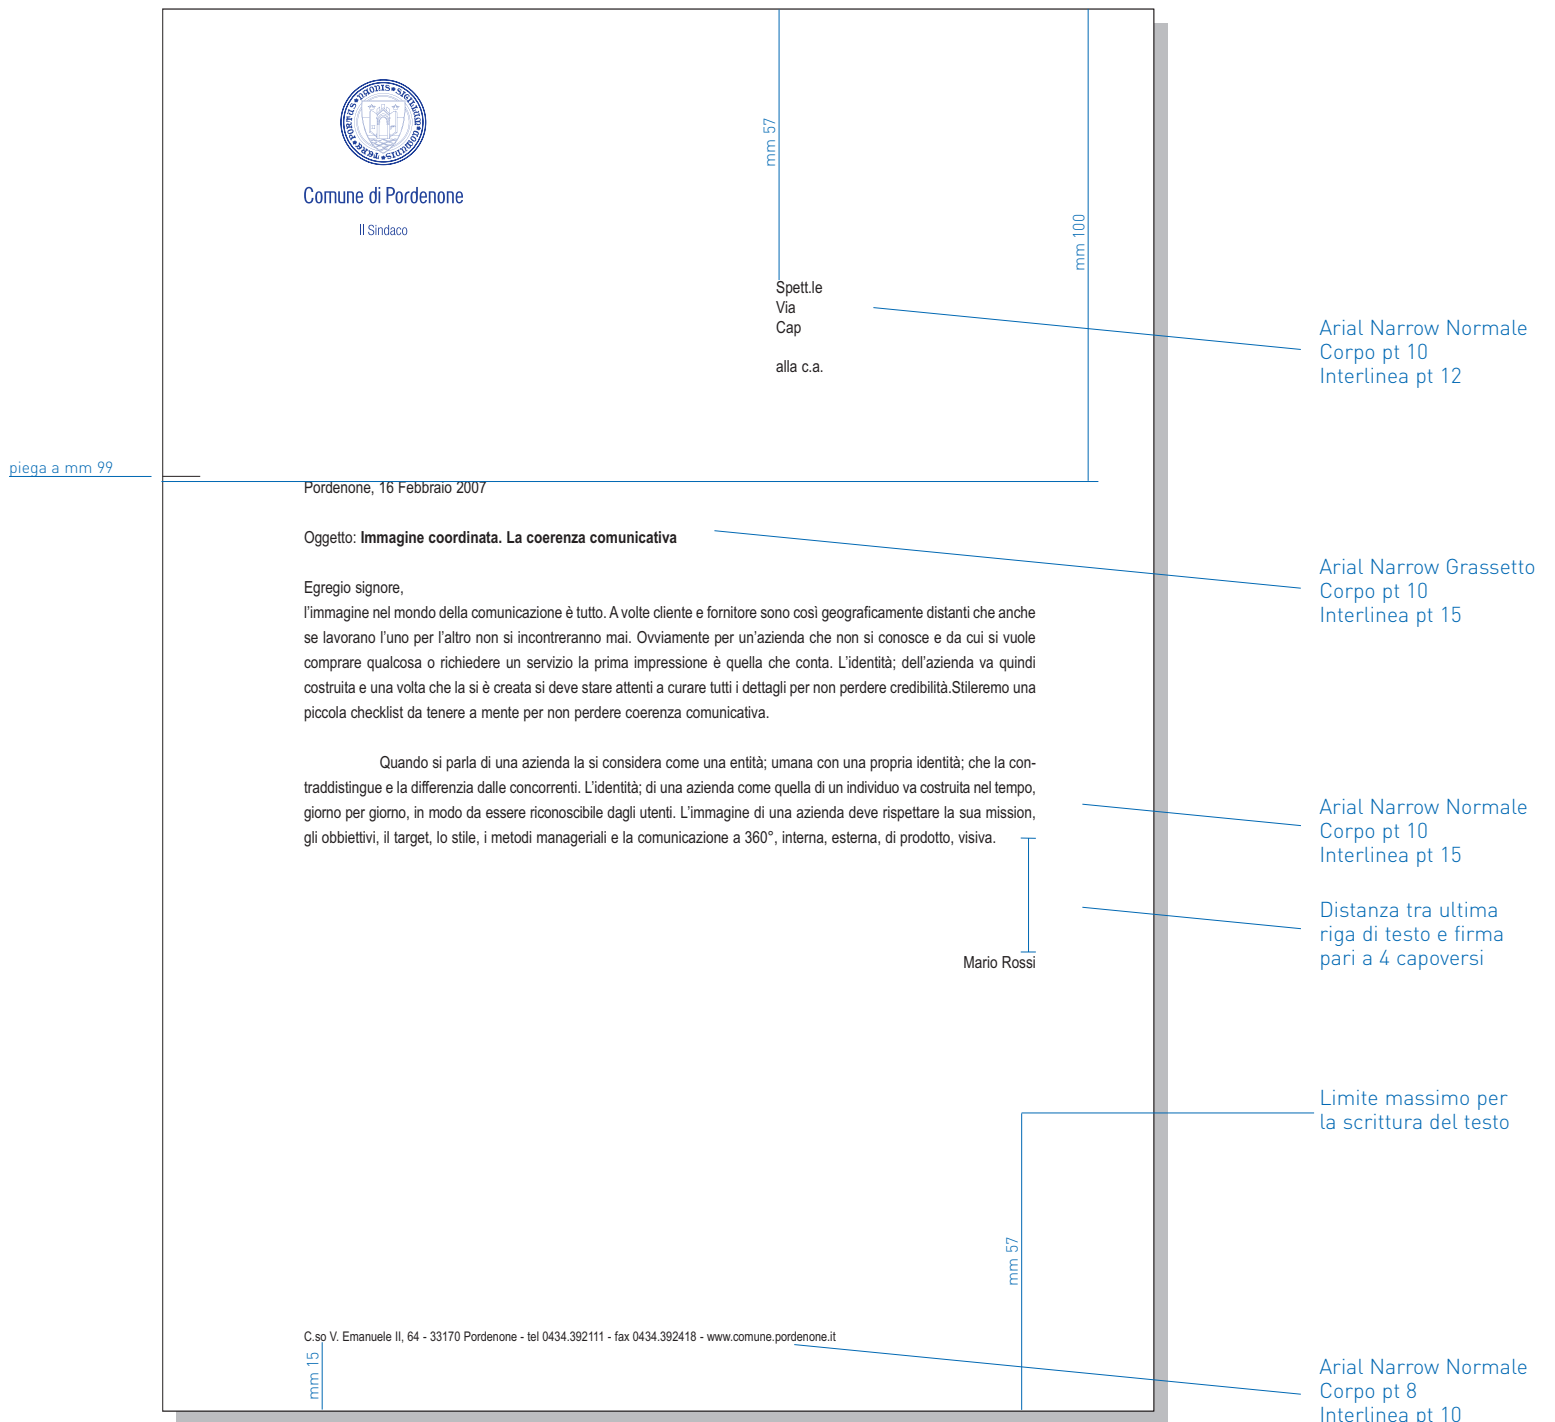 PORTUS NAONIS SIGILLUM COMUNIS TERE
Comune di Pordenone
Il Sindaco
mm 57
mm 100
Spett.le
Via
Cap
alla c.a.
Arial Narrow Normale
Corpo pt 10
Interlinea pt 12
piega a mm 99
Pordenone, 16 Febbraio 2007
Oggetto: Immagine coordinata. La coerenza comunicativa
Arial Narrow Grassetto
Corpo pt 10
Interlinea pt 15
Egregio signore,
l'immagine nel mondo della comunicazione è tutto. A volte cliente e fornitore sono così geograficamente distanti che anche
se lavorano l'uno per l'altro non si incontreranno mai. Ovviamente per un'azienda che non si conosce e da cui si vuole
comprare qualcosa o richiedere un servizio la prima impressione è quella che conta. L'identità; dell'azienda va quindi
costruita e una volta che la si è creata si deve stare attenti a curare tutti i dettagli per non perdere credibilità.Stileremo una
piccola checklist da tenere a mente per non perdere coerenza comunicativa.
Quando si parla di una azienda la si considera come una entità; umana con una propria identità; che la con-
traddistingue e la differenzia dalle concorrenti. L'identità; di una azienda come quella di un individuo va costruita nel tempo,
giorno per giorno, in modo da essere riconoscibile dagli utenti. L'immagine di una azienda deve rispettare la sua mission,
gli obbiettivi, il target, lo stile, i metodi manageriali e la comunicazione a 360°, interna, esterna, di prodotto, visiva.
Arial Narrow Normale
Corpo pt 10
Interlinea pt 15
Distanza tra ultima
riga di testo e firma
pari a 4 capoversi
Mario Rossi
Limite massimo per
la scrittura del testo
mm 57
C.so V. Emanuele II, 64 - 33170 Pordenone - tel 0434.392111 - fax 0434.392418 - www.comune.pordenone.it
mm 15
Arial Narrow Normale
Corpo pt 8
Interlinea pt 10